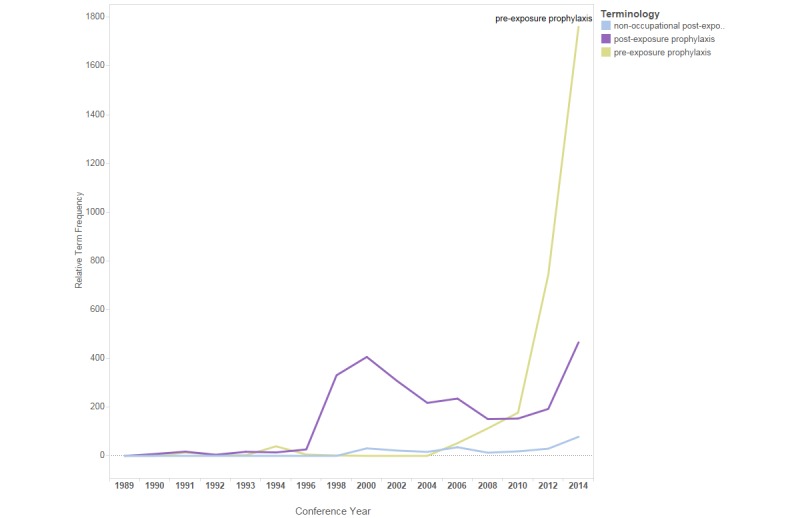 pre-exposure prophylaxis
Terminology
non-occupational post-expo..
post-exposure prophylaxis
pre-exposure prophylaxis
1800
1600
1400
1200
1000
800
600
400
200
0
Relative Term Frequency
1989 1990 1991 1992 1993 1994 1996 1998 2000 2002 2004 2006 2008 2010 2012 2014
Conference Year